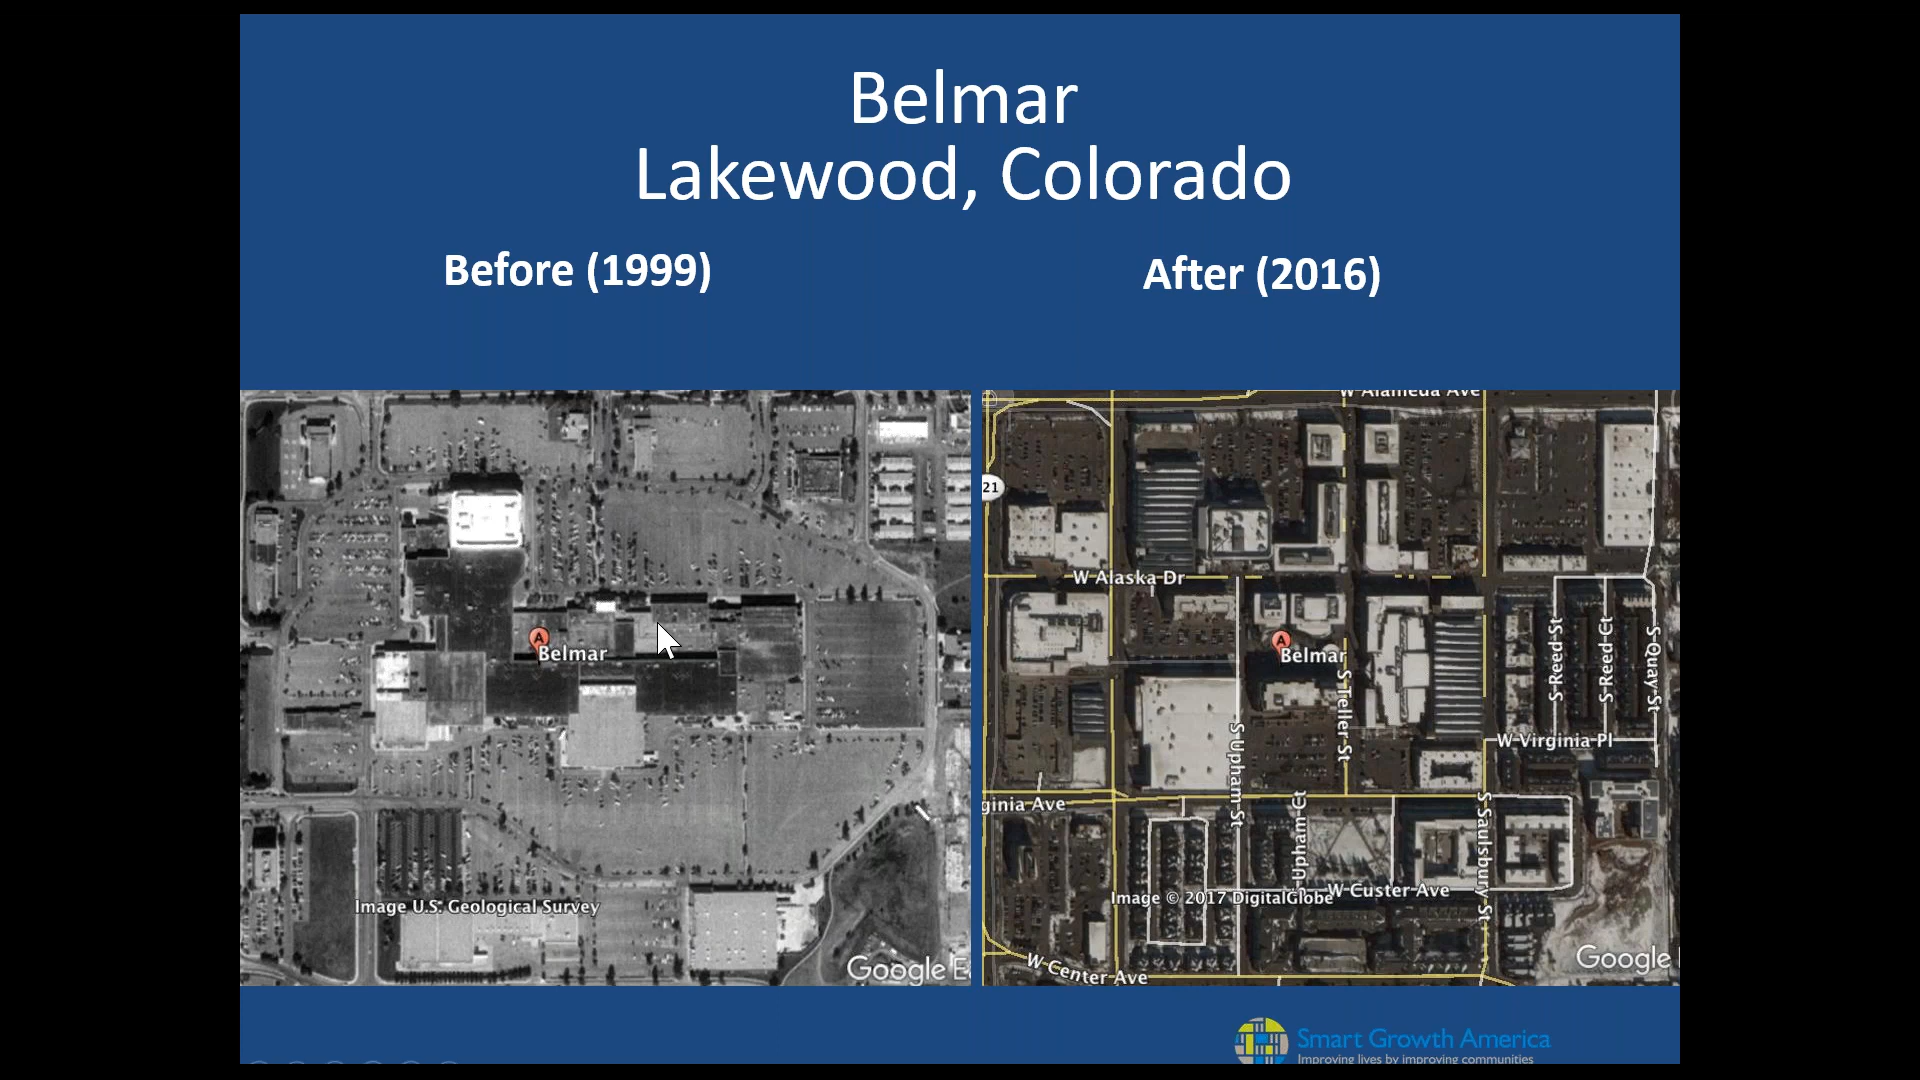 Belmar
Lakewood, Colorado
Before (1999)
After (2016)
Belmar
Image U.S. Geological Survey
Google E
W Alameda Ave
21
W Alaska Dr
Belmar
S Reed St
S Reed Ct
S Quay St
S Teller St
S Upham St
W Virginia Pl
ginia Ave
S Upham Ct
S Saulsbury St
W Custer Ave
Image © 2017 DigitalGlobe
W Center Ave
Google
Smart Growth America
Improving lives by improving communities